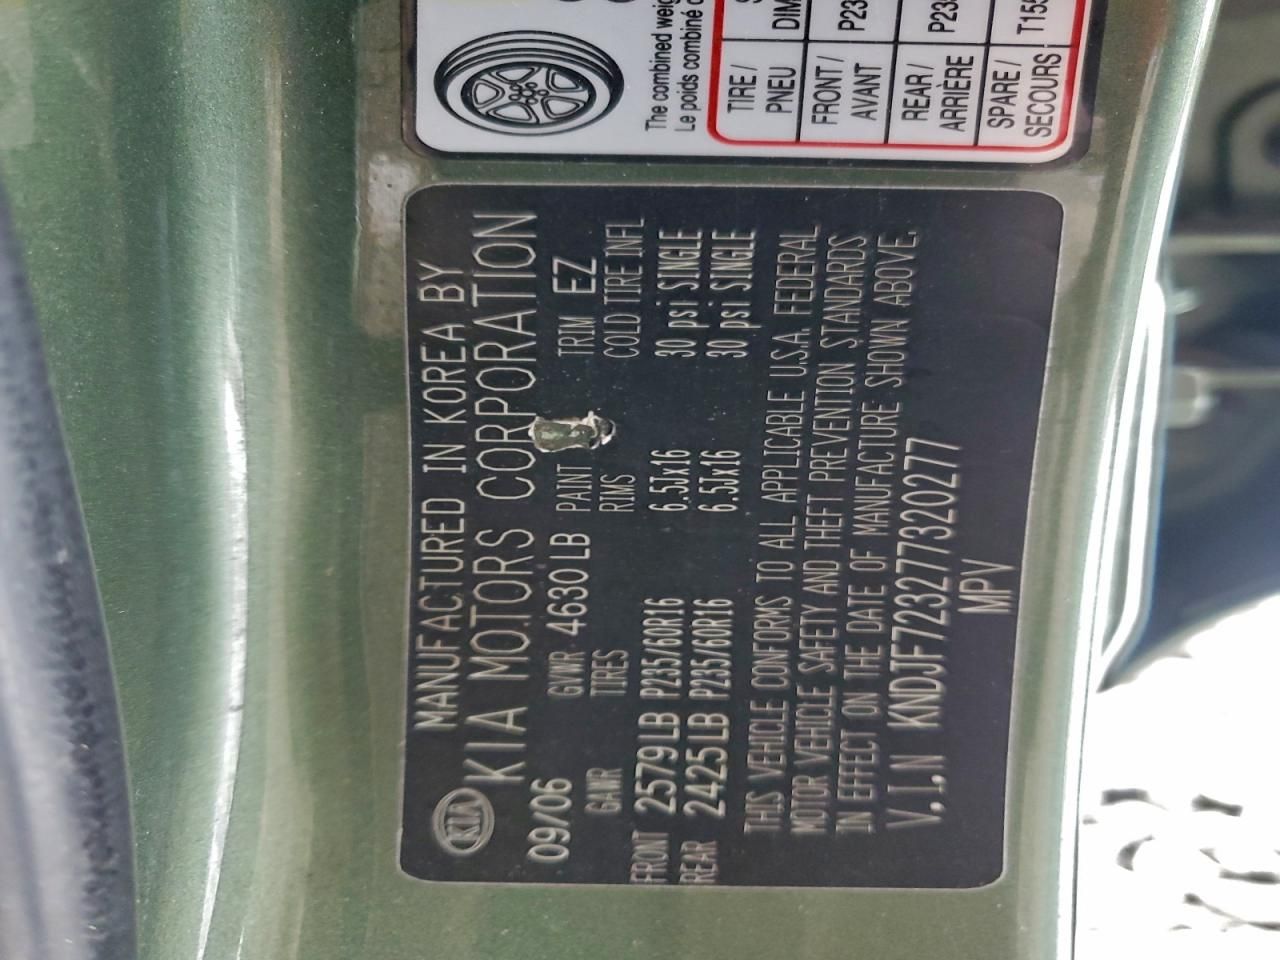 The combined weig
Le poids combiné d
TIRE /
PNEU
DIM
FRONT /
AVANT
P23
REAR /
ARRIÈRE
P23
SPARE /
SECOURS
T155
MANUFACTURED IN KOREA BY
KIA
KIA MOTORS CORPORATION
09/06 GVWR 4630LB PAINT TRIM EZ
GAWR TIRES RIMS COLD TIRE INFL
FRONT 2579LB P235/60R16 6.5Jx16 30 psi SINGLE
REAR 2425LB P235/60R16 6.5Jx16 30 psi SINGLE
THIS VEHICLE CONFORMS TO ALL APPLICABLE U.S.A. FEDERAL
MOTOR VEHICLE SAFETY AND THEFT PREVENTION STANDARDS
IN EFFECT ON THE DATE OF MANUFACTURE SHOWN ABOVE.
V.I.N KNDJF723277320277
MPV